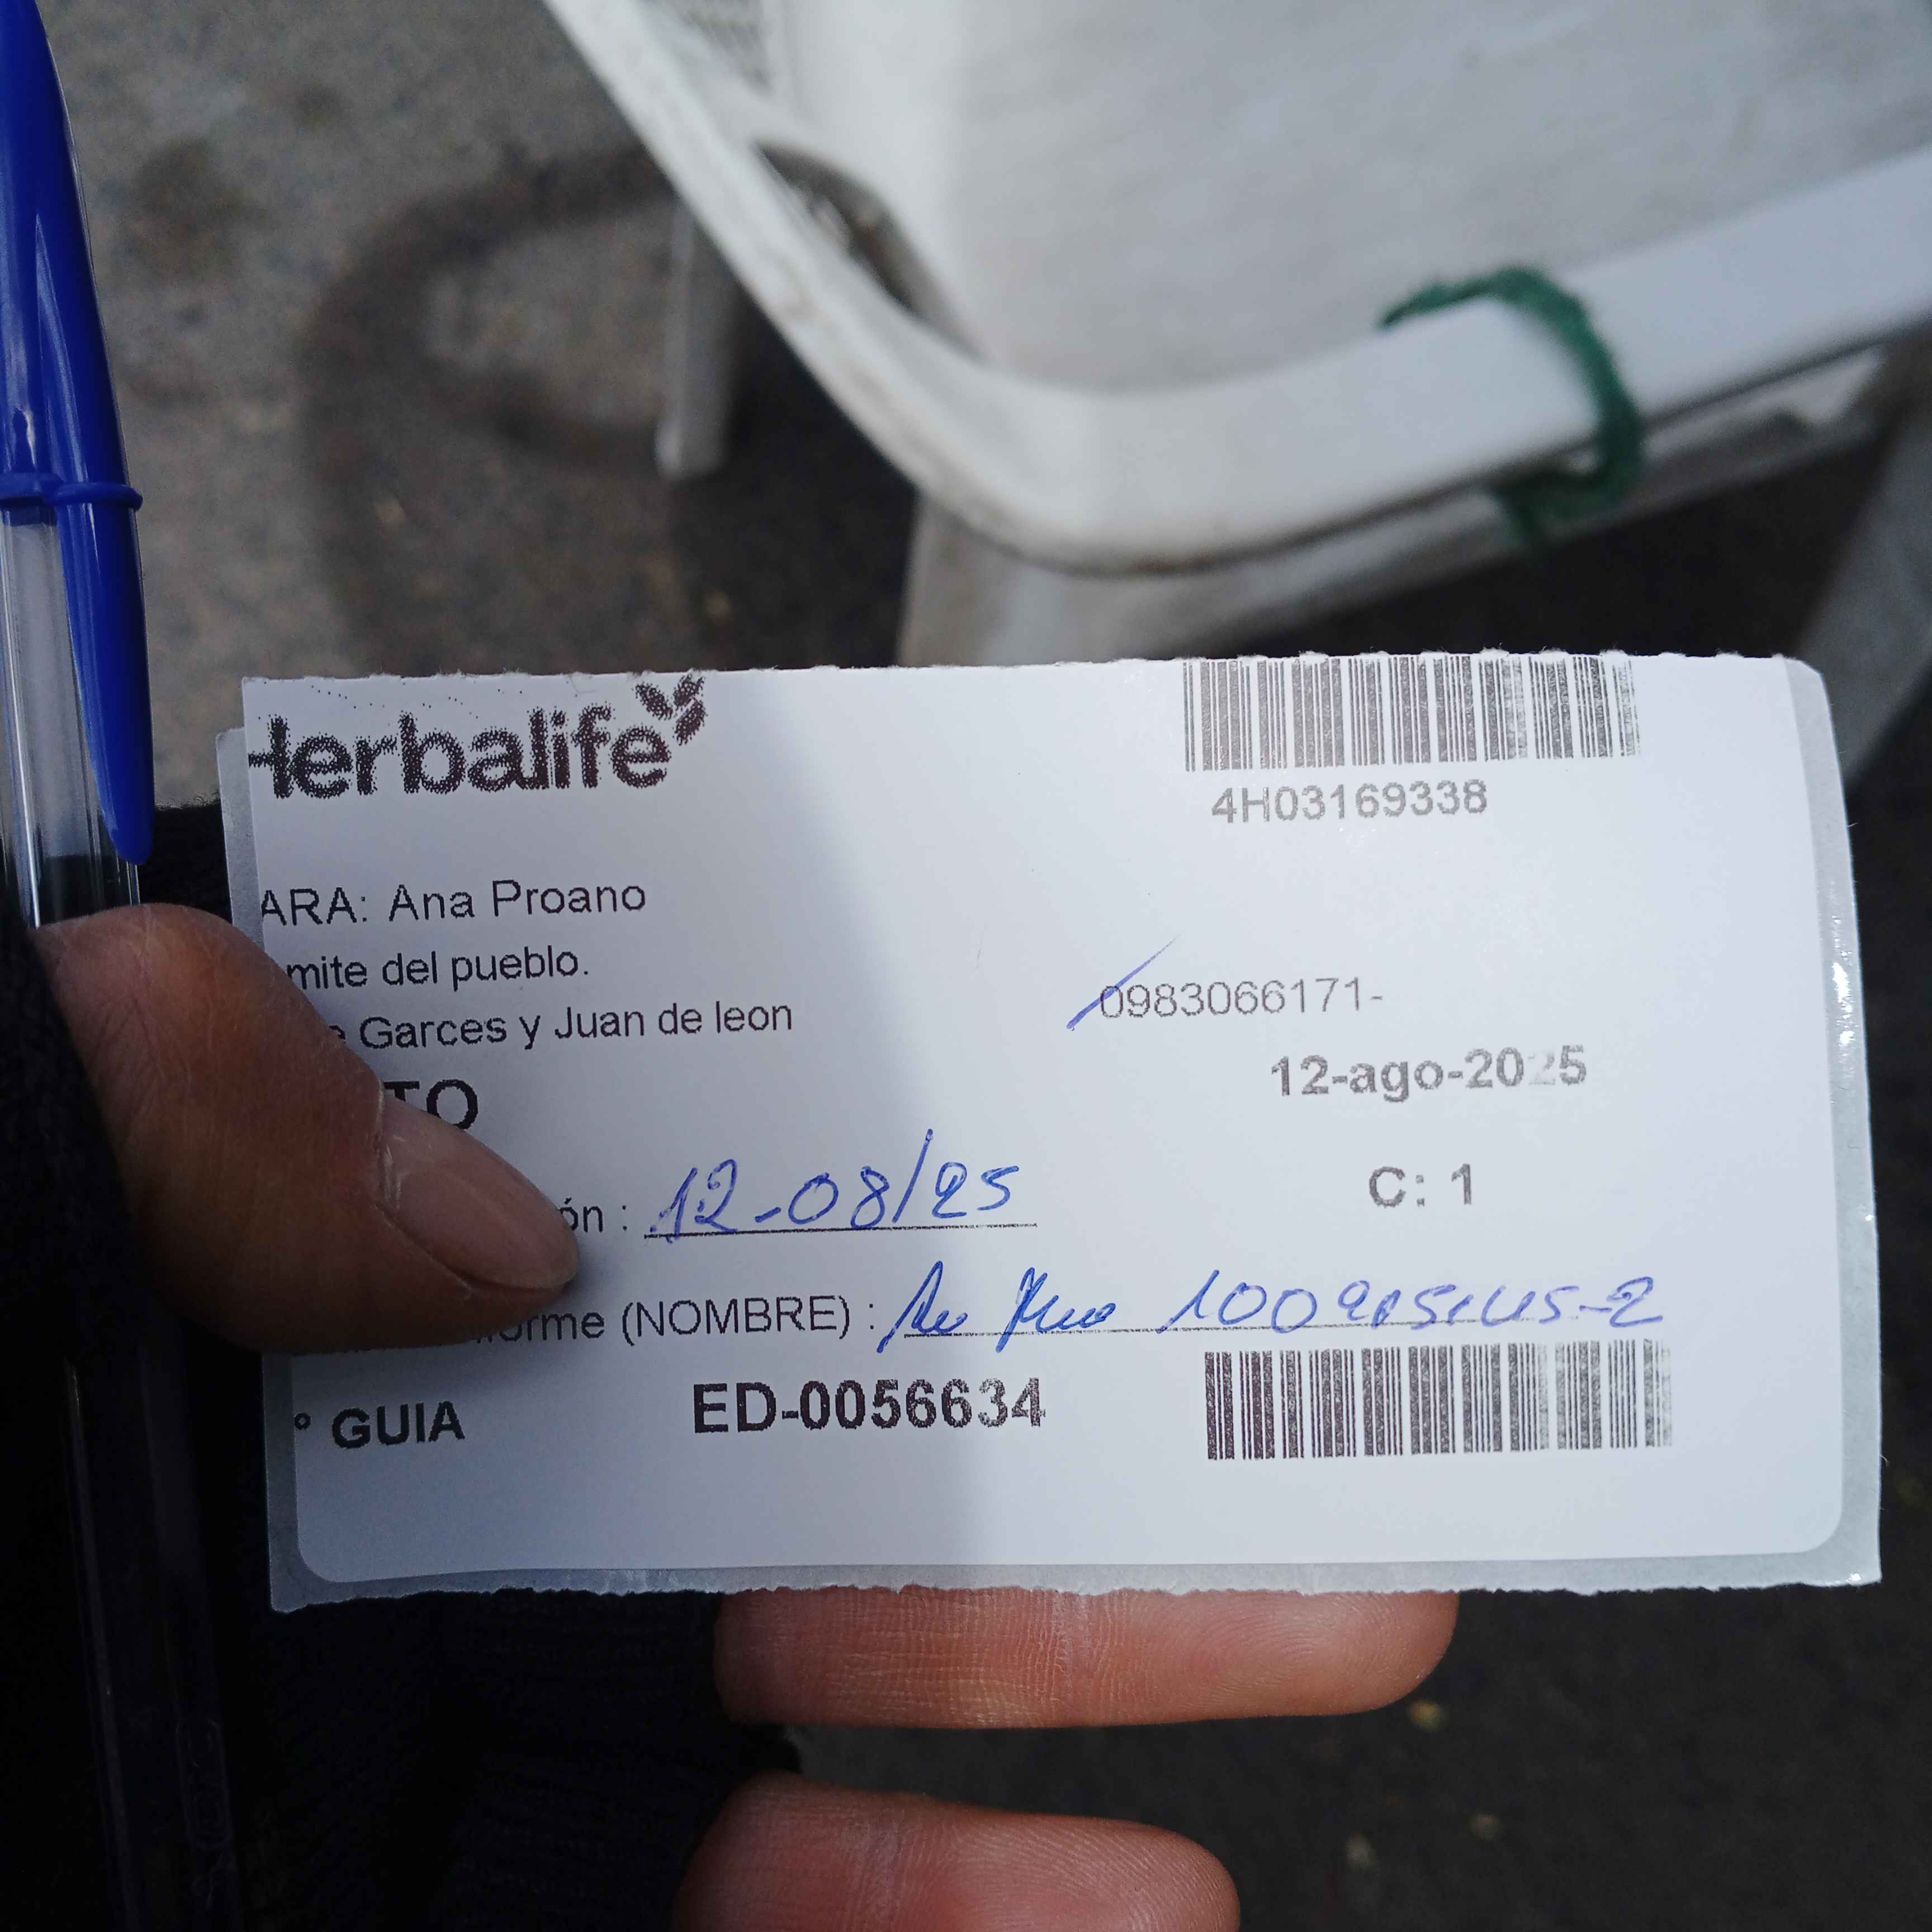 Herbalife
4H03169338
ARA: Ana Proano
mite del pueblo.
Garces y Juan de leon
0983066171-
TO
12-ago-2025
ón : 12-08/25
C: 1
orme (NOMBRE) :
° GUIA ED-0056634